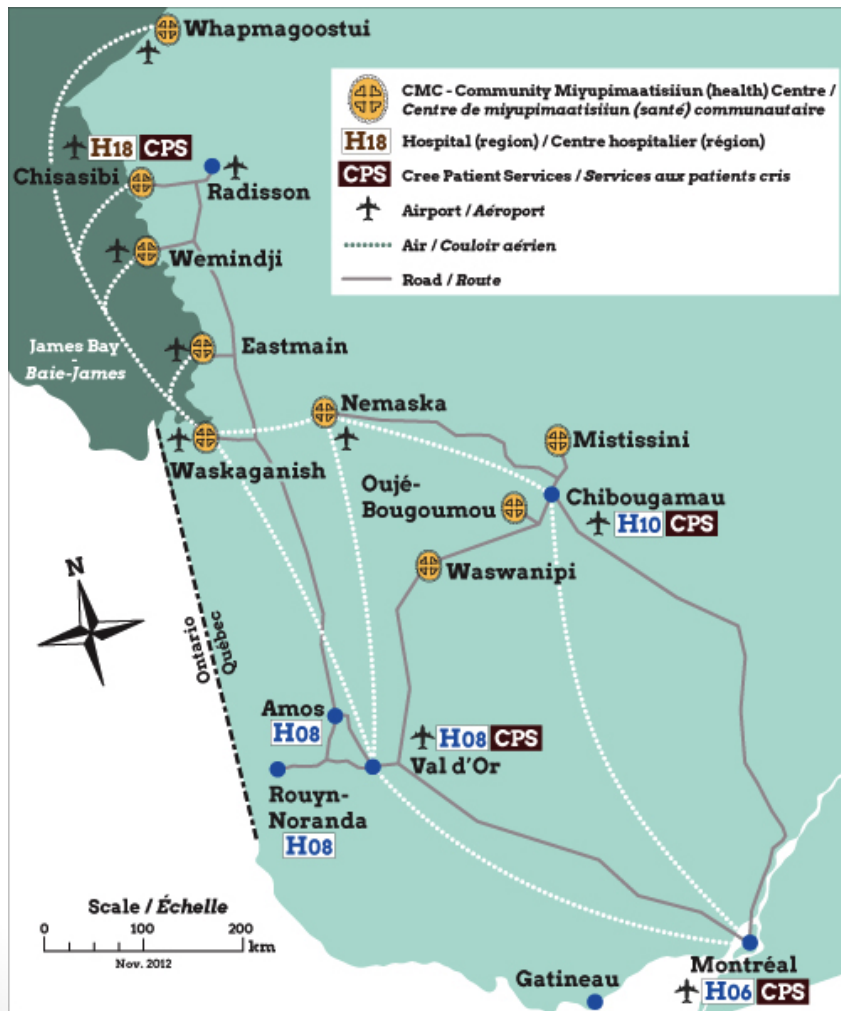 Whapmagoostui
CMC - Community Miyupimaatisiiun (health) Centre /
Centre de miyupimaatisiiun (santé) communautaire
H18 Hospital (region) / Centre hospitalier (région)
CPS Cree Patient Services / Services aux patients cris
Airport / Aéroport
Air / Couloir aérien
Road / Route
H18 CPS
Chisasibi
Radisson
Wemindji
James Bay
-
Baie-James
Eastmain
Nemaska
Waskaganish
Mistissini
Oujé-
Bougoumou
Chibougamau
H10 CPS
Waswanipi
N
Ontario
Québec
Amos
H08
H08 CPS
Val d'Or
Rouyn-
Noranda
H08
Scale / Échelle
0 100 200
km
Nov. 2012
Montréal
H06 CPS
Gatineau